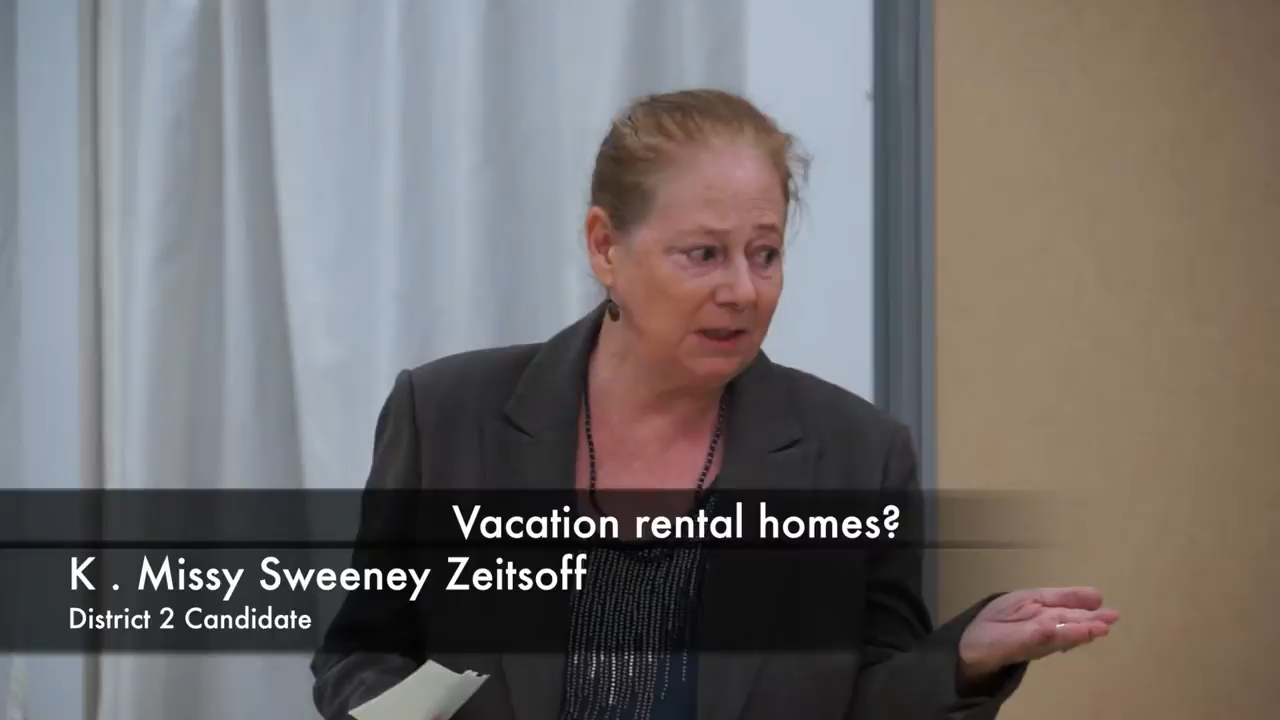 Vacation rental homes?
K . Missy Sweeney Zeitsoff
District 2 Candidate